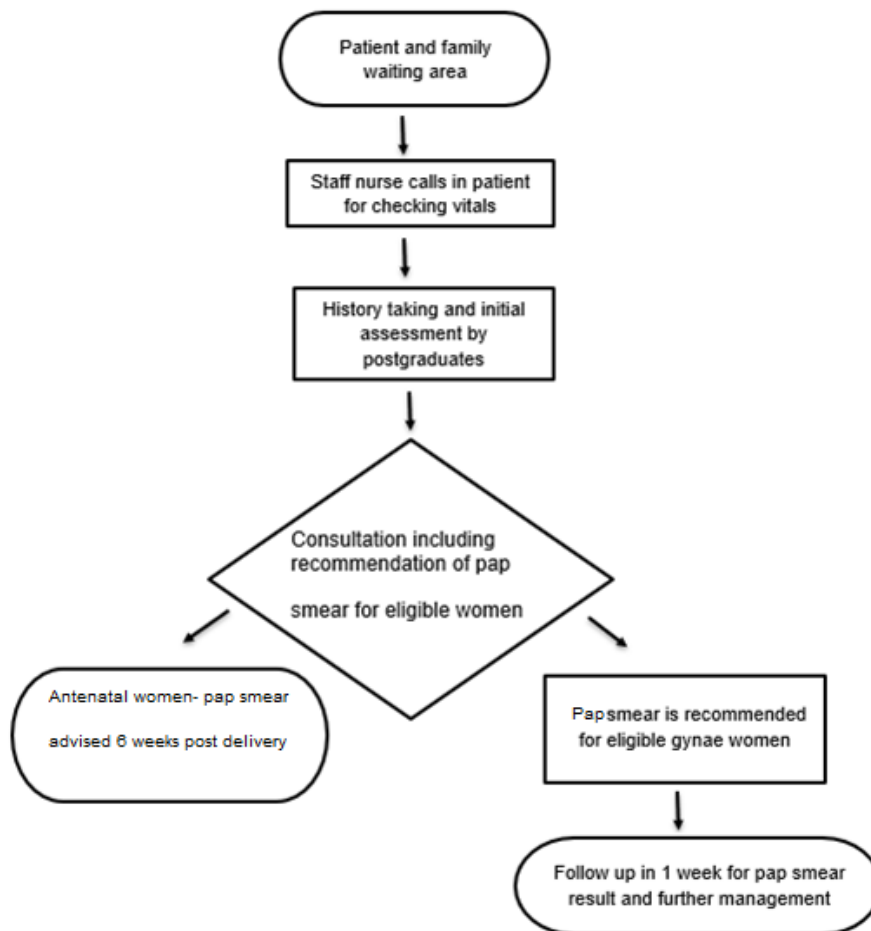 Patient and family
waiting area
Staff nurse calls in patient
for checking vitals
History taking and initial
assessment by
postgraduates
Consultation including
recommendation of pap
smear for eligible women
Antenatal women- pap smear
advised 6 weeks post delivery
Pap smear is recommended
for eligible gynae women
Follow up in 1 week for pap smear
result and further management